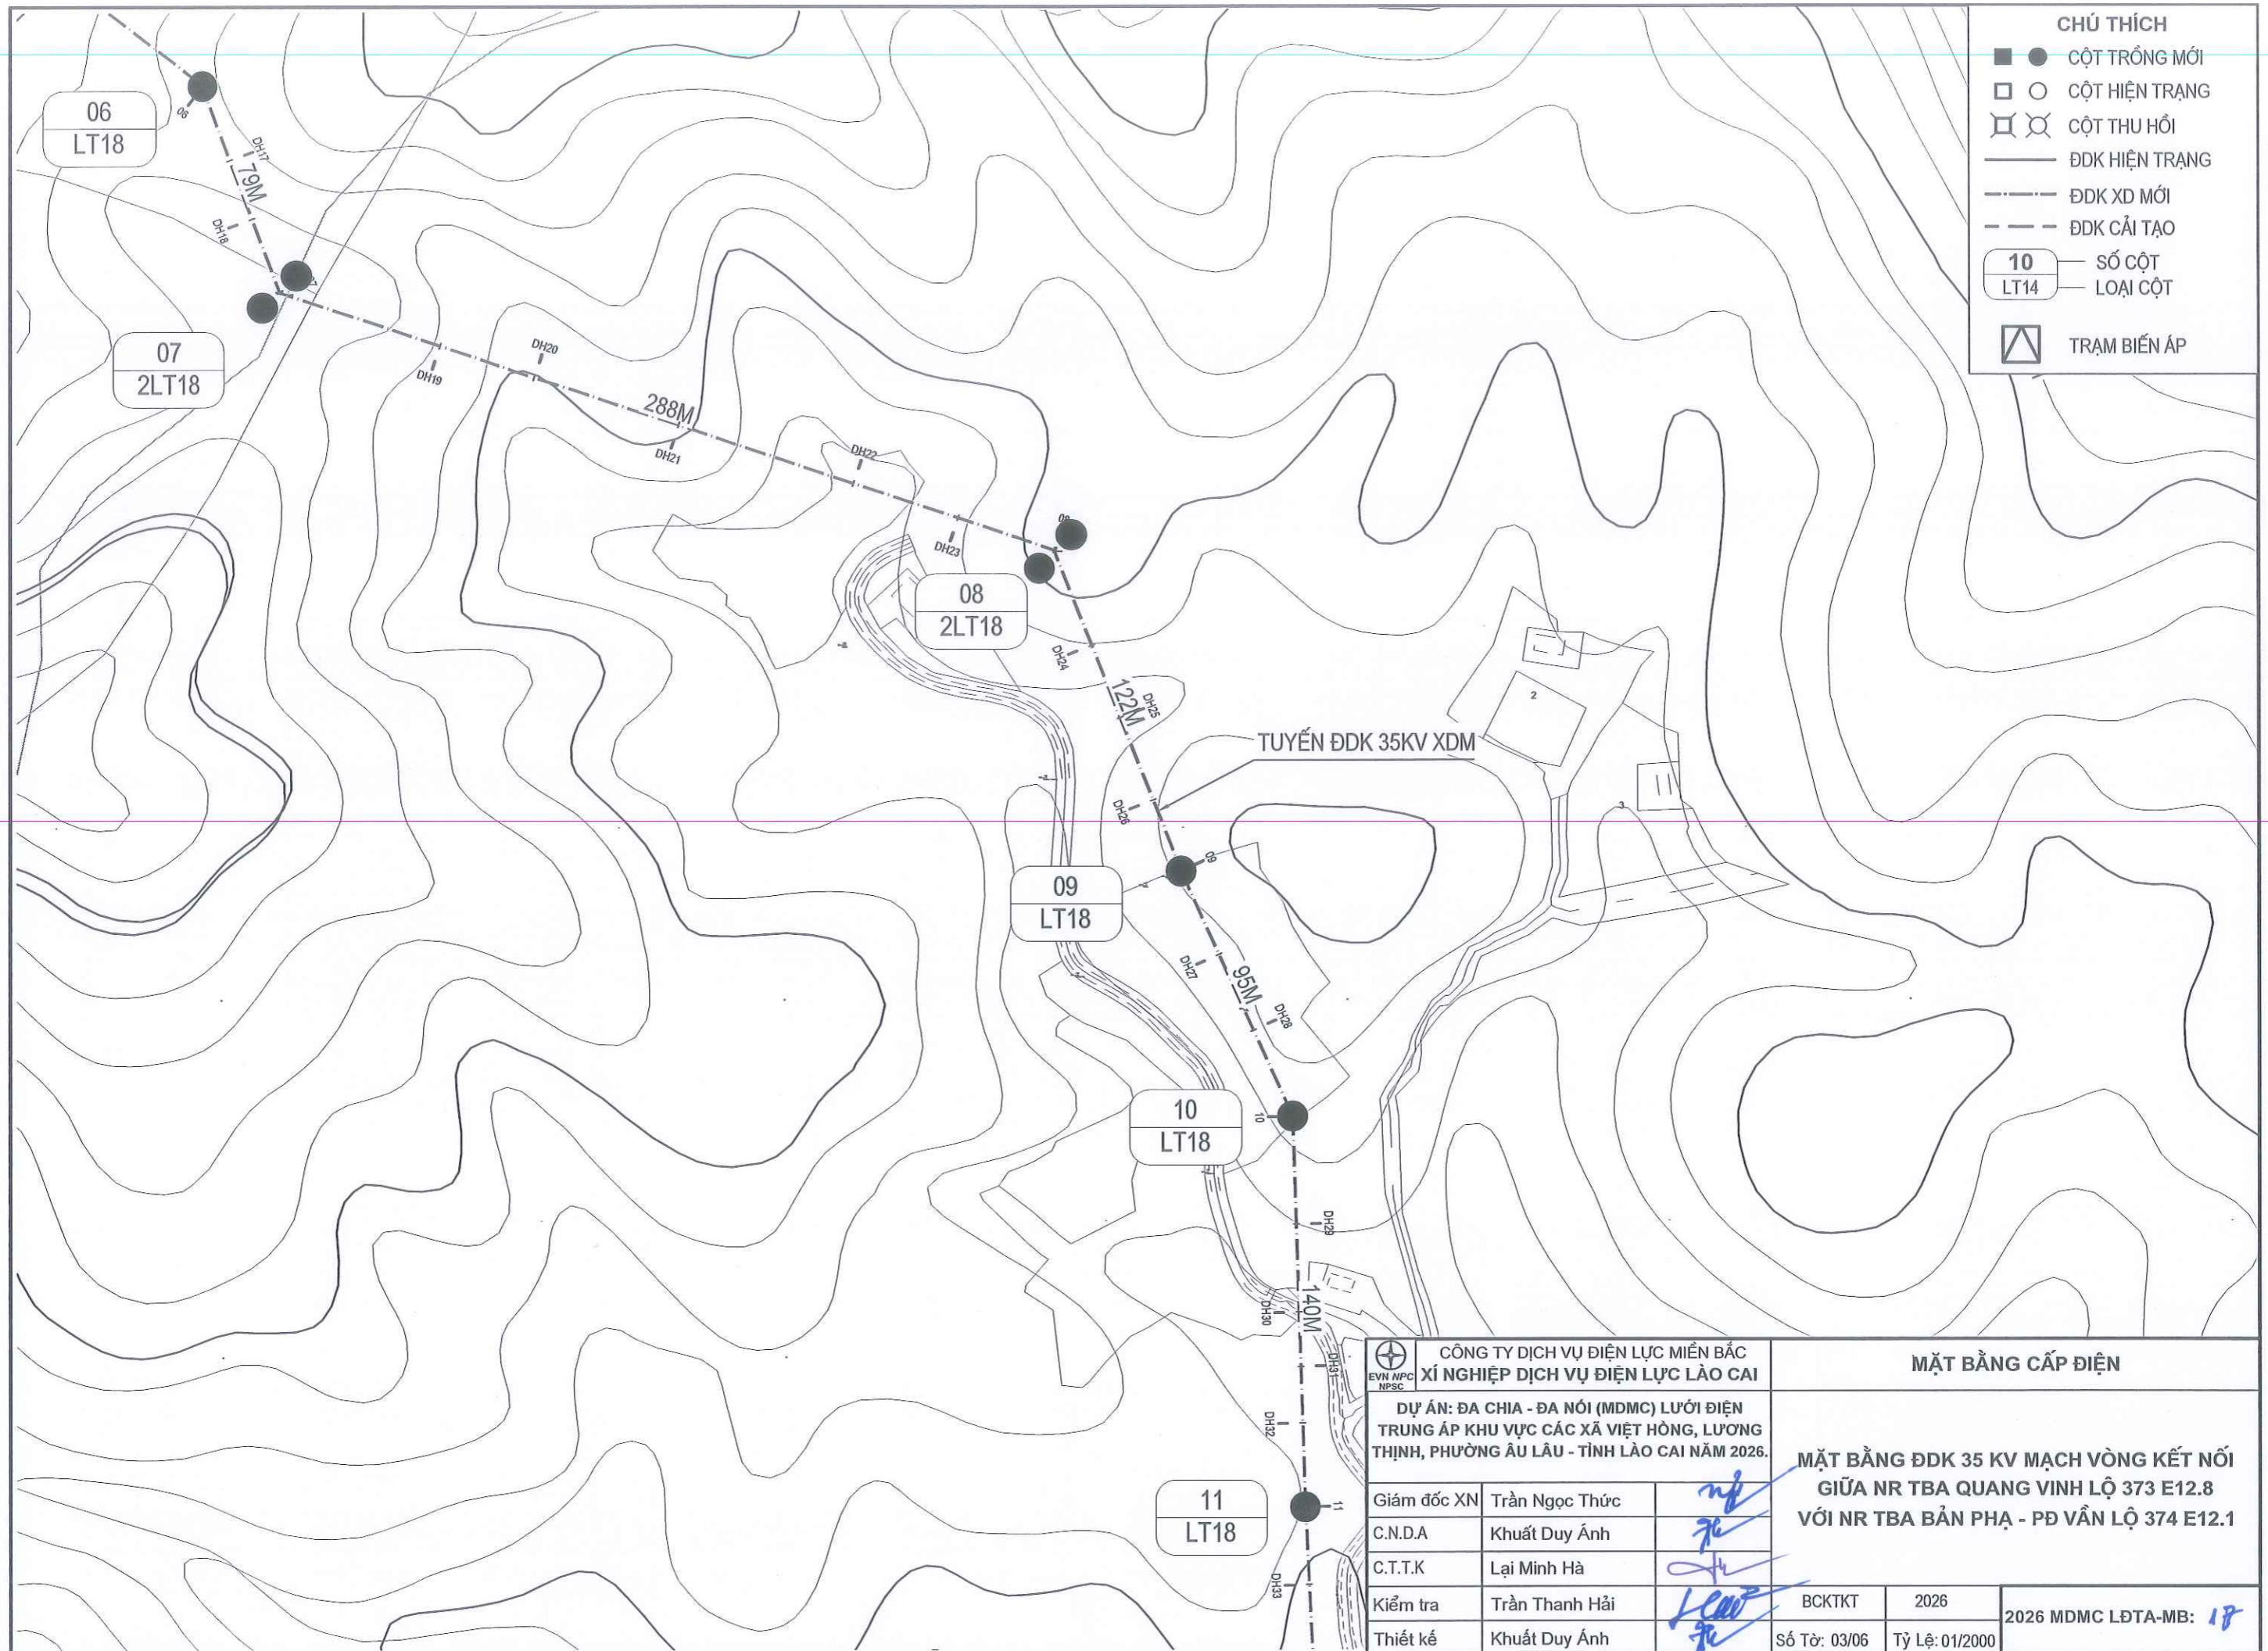 CHÚ THÍCH
CỘT TRỒNG MỚI
CỘT HIỆN TRẠNG
CỘT THU HỒI
ĐDK HIỆN TRẠNG
ĐDK XD MỚI
ĐDK CẢI TẠO
10 SỐ CỘT
LT14 LOẠI CỘT
TRẠM BIẾN ÁP
06
LT18
06
DH17
79M
DH18
07
2LT18
DH19
DH20
288M
DH21
DH22
DH23
08
2LT18
DH24
122M
DH25
TUYẾN ĐDK 35KV XDM
DH26
2
3
09
LT18
09
DH27
95M
DH28
10
LT18
10
DH29
140M
DH30
DH31
DH32
11
LT18
11
DH33
EVN NPC
NPSC
CÔNG TY DỊCH VỤ ĐIỆN LỰC MIỀN BẮC
XÍ NGHIỆP DỊCH VỤ ĐIỆN LỰC LÀO CAI
DỰ ÁN: ĐA CHIA - ĐA NỐI (MDMC) LƯỚI ĐIỆN
TRUNG ÁP KHU VỰC CÁC XÃ VIỆT HỒNG, LƯƠNG
THỊNH, PHƯỜNG ÂU LÂU - TỈNH LÀO CAI NĂM 2026.
Giám đốc XN Trần Ngọc Thức
C.N.D.A Khuất Duy Ánh
C.T.T.K Lại Minh Hà
Kiểm tra Trần Thanh Hải
Thiết kế Khuất Duy Ánh
MẶT BẰNG CẤP ĐIỆN
MẶT BẰNG ĐDK 35 KV MẠCH VÒNG KẾT NỐI
GIỮA NR TBA QUANG VINH LỘ 373 E12.8
VỚI NR TBA BẢN PHẠ - PĐ VẦN LỘ 374 E12.1
BCKTKT 2026
Số Tờ: 03/06 Tỷ Lệ: 01/2000
2026 MDMC LĐTA-MB: 18